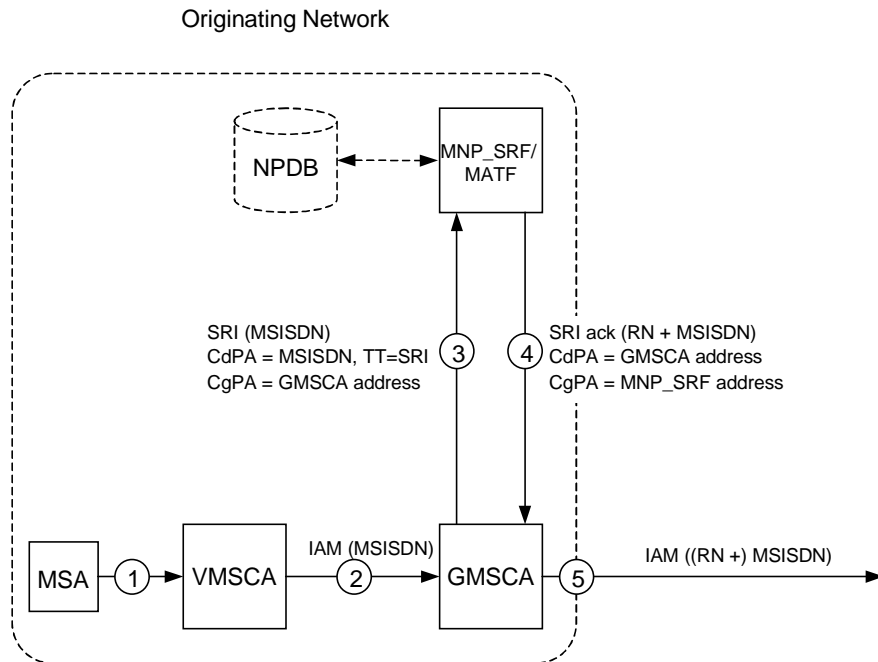 Originating Network
NPDB
MNP_SRF/
MATF
SRI (MSISDN)
CdPA = MSISDN, TT=SRI
CgPA = GMSCA address
3
4
SRI ack (RN + MSISDN)
CdPA = GMSCA address
CgPA = MNP_SRF address
MSA
1
VMSCA
IAM (MSISDN)
2
GMSCA
5
IAM ((RN +) MSISDN)